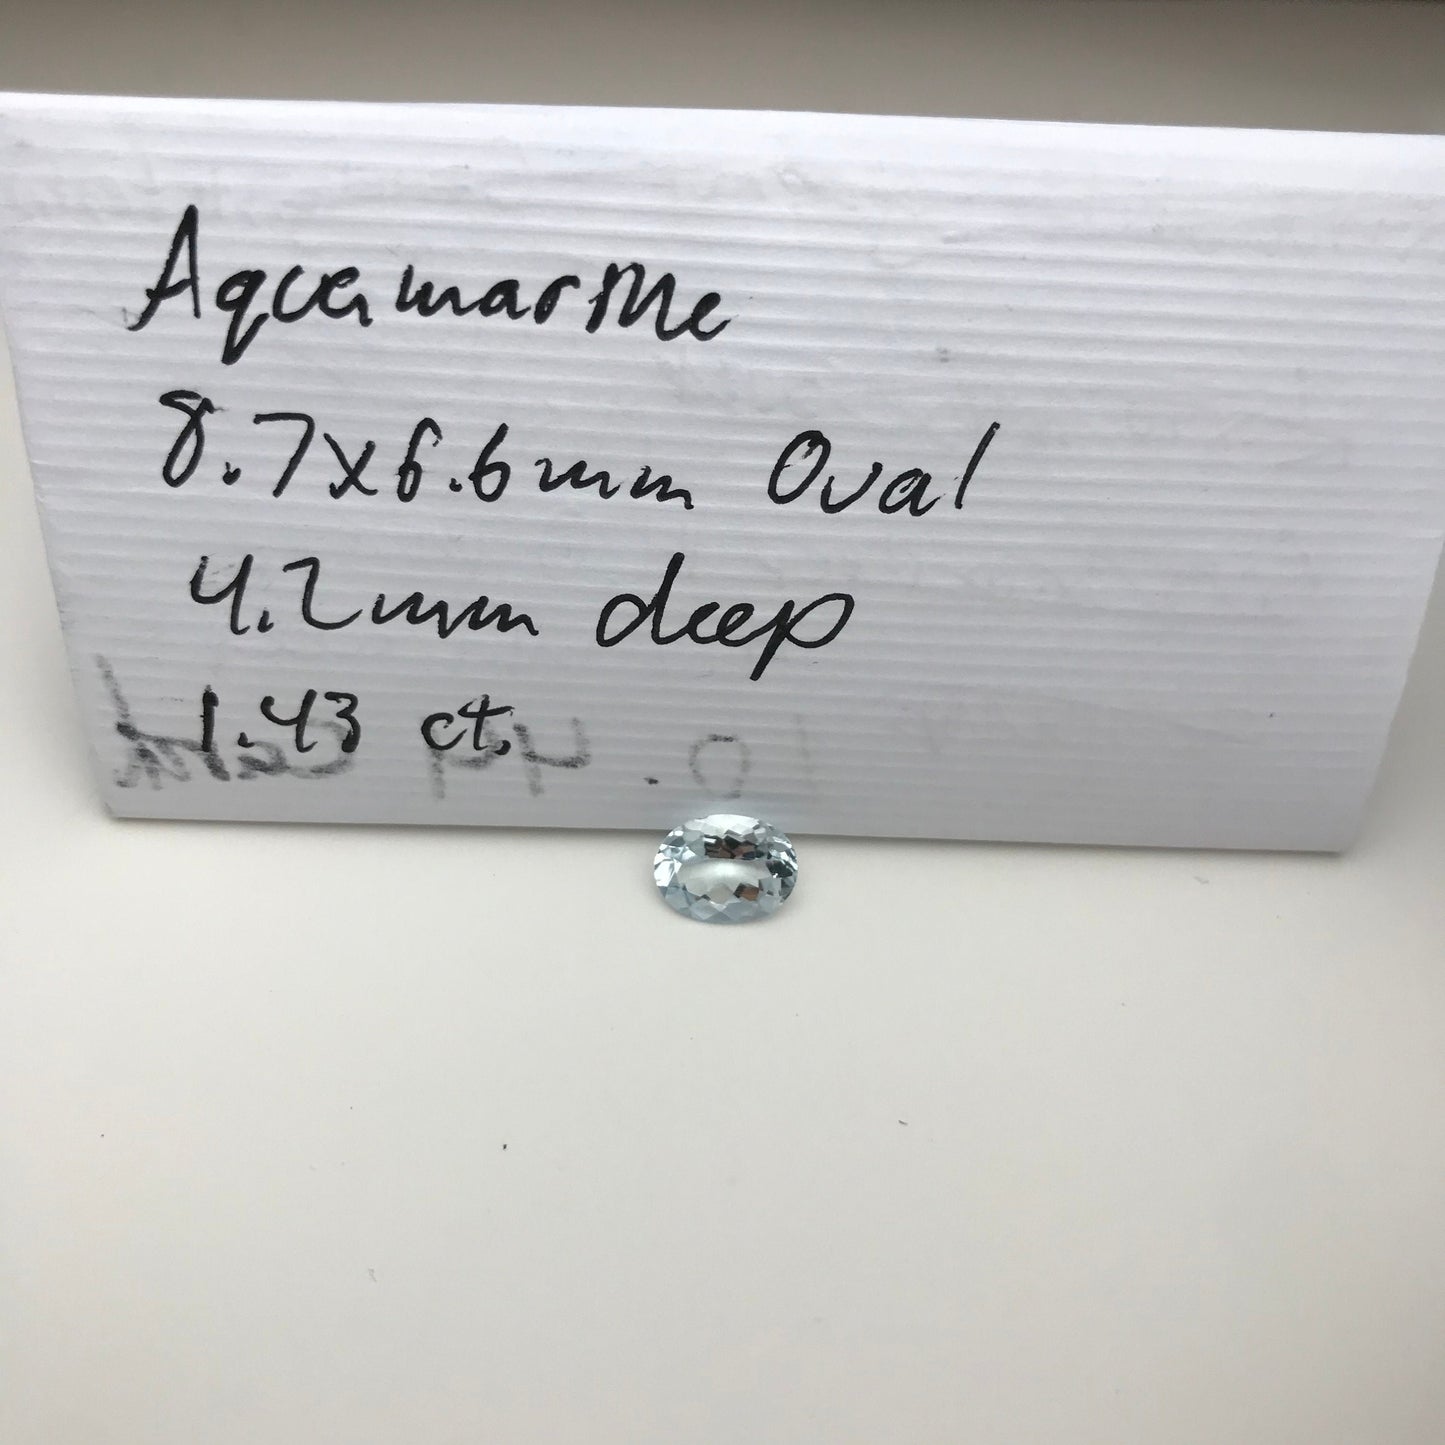 Aquamarine
8.7x6.6mm Oval
4.2mm deep
1.43 ct.